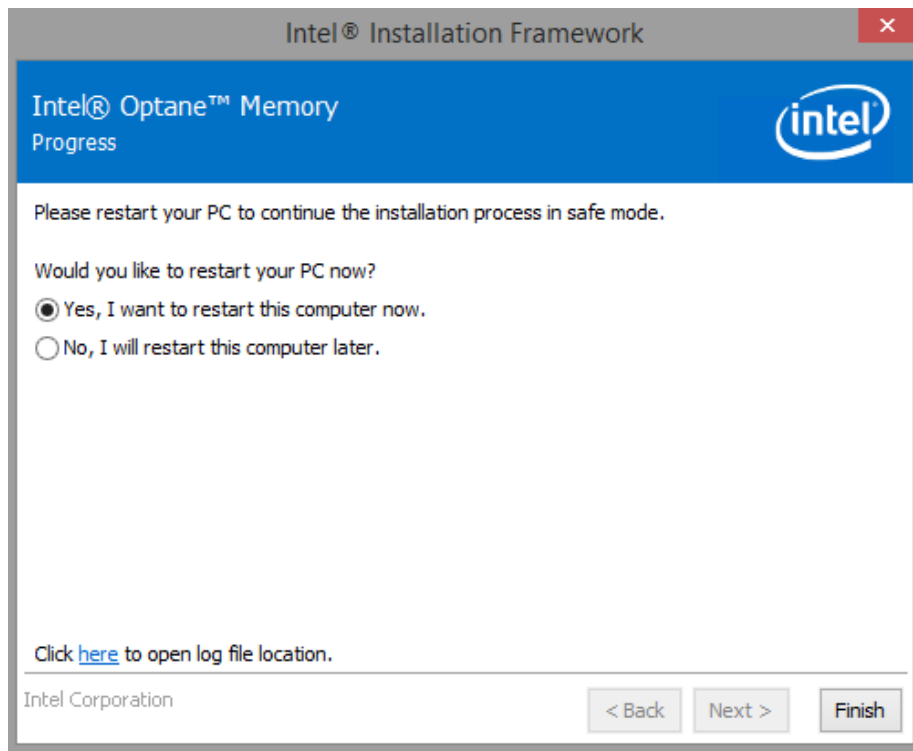 Intel® Installation Framework
Intel® Optane™ Memory
Progress
intel
Please restart your PC to continue the installation process in safe mode.
Would you like to restart your PC now?
Yes, I want to restart this computer now.
No, I will restart this computer later.
Click here to open log file location.
Intel Corporation
< Back Next > Finish